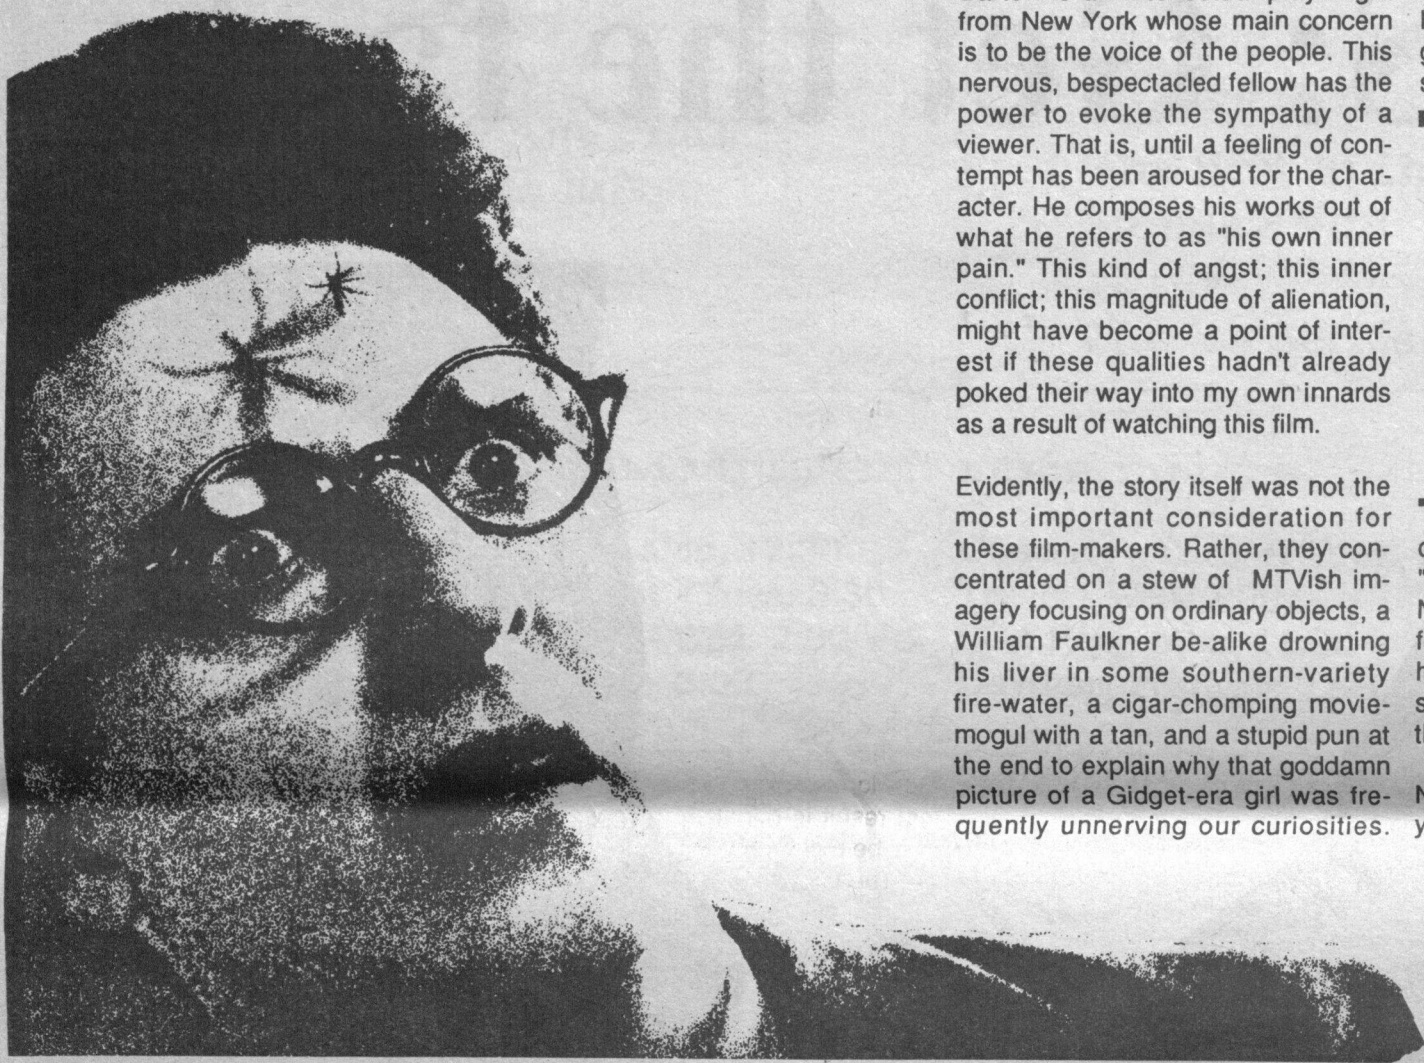 from New York whose main concern
is to be the voice of the people. This
nervous, bespectacled fellow has the
power to evoke the sympathy of a
viewer. That is, until a feeling of con-
tempt has been aroused for the char-
acter. He composes his works out of
what he refers to as "his own inner
pain." This kind of angst; this inner
conflict; this magnitude of alienation,
might have become a point of inter-
est if these qualities hadn't already
poked their way into my own innards
as a result of watching this film.
Evidently, the story itself was not the
most important consideration for
these film-makers. Rather, they con-
centrated on a stew of MTVish im-
agery focusing on ordinary objects, a
William Faulkner be-alike drowning
his liver in some southern-variety
fire-water, a cigar-chomping movie-
mogul with a tan, and a stupid pun at
the end to explain why that goddamn
picture of a Gidget-era girl was fre-
quently unnerving our curiosities.